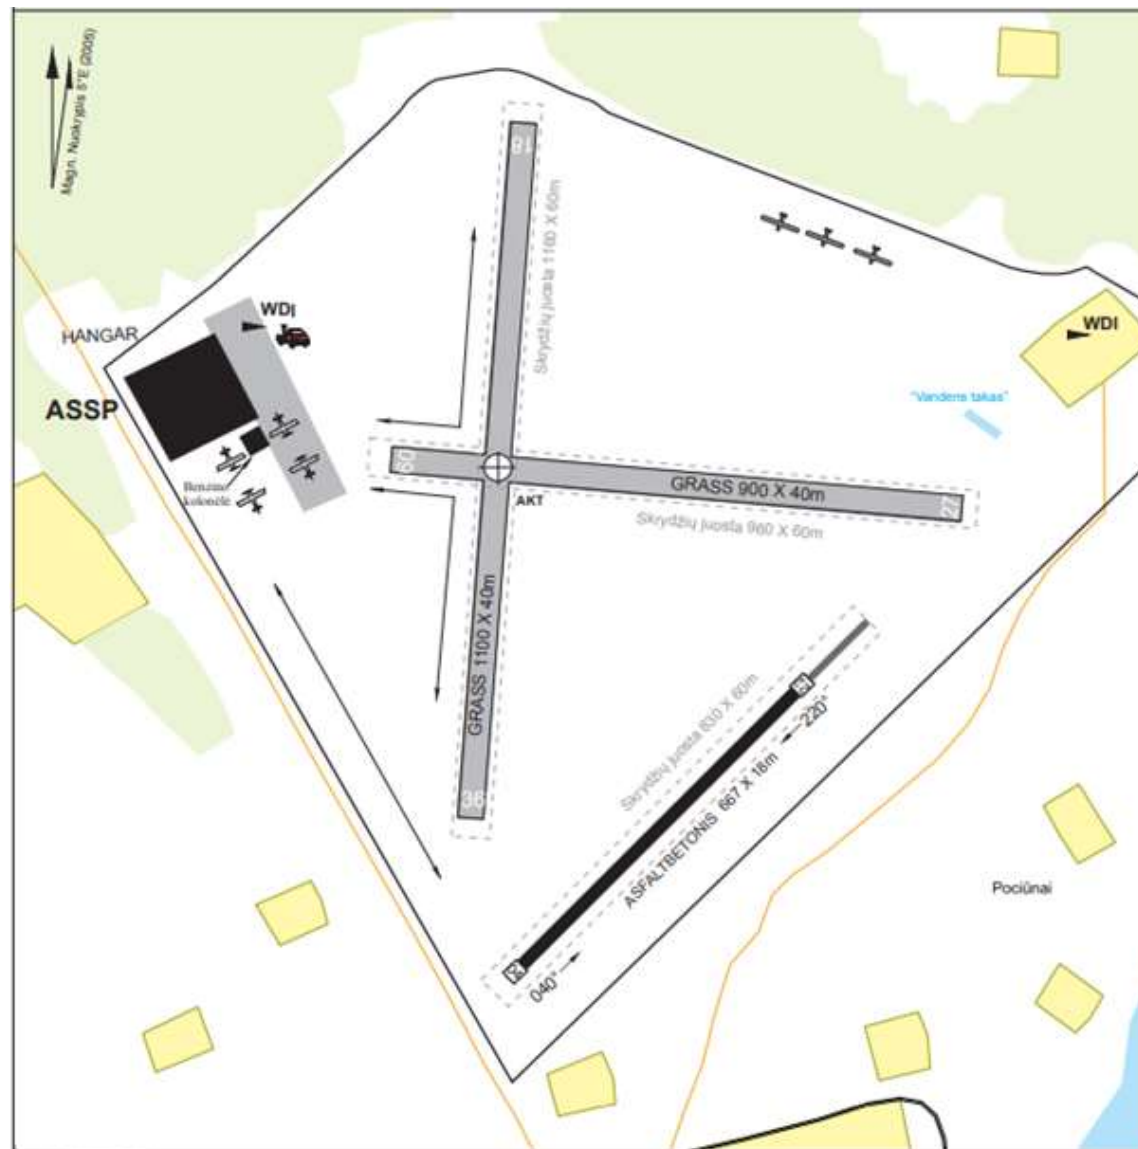 Magn. Nuokrypis 5°E (2005)
18
Skrydžių juosta 1160 X 60m
WDI
HANGAR
WDI
ASSP
"Vandens takas"
09
GRASS 900 X 40m
27
Benzino
kolonėlė
AKT
Skrydžių juosta 960 X 60m
GRASS 1100 X 40m
36
Skrydžių juosta 830 X 60m
220°
ASFALTBETONIS 667 X 18m
Pociūnai
040°